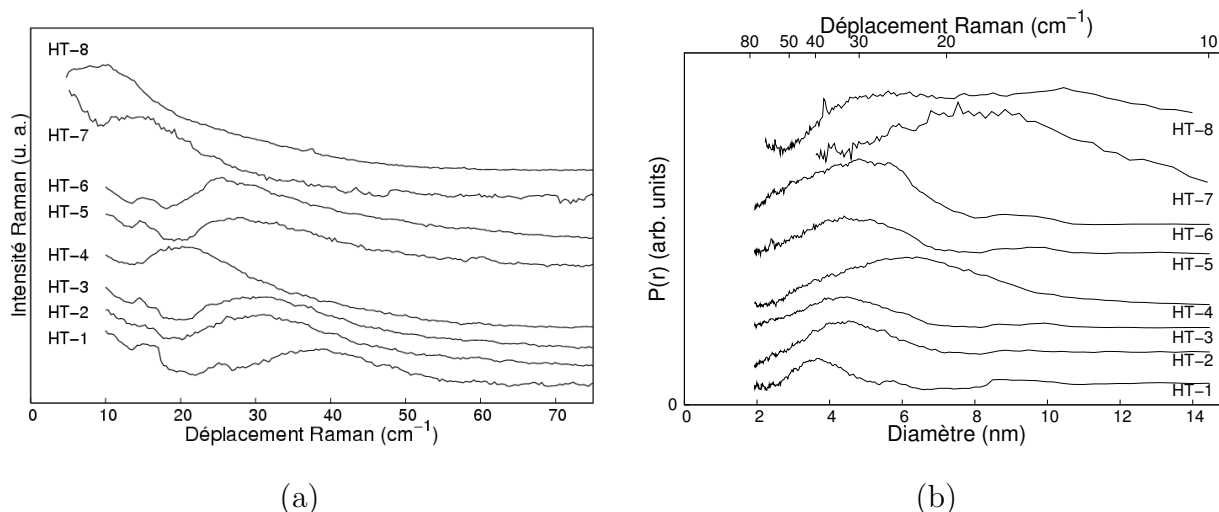 HT−8
HT−7
HT−6
HT−5
HT−4
HT−3
HT−2
HT−1
Intensité Raman (u. a.)
0 10 20 30 40 50 60 70
Déplacement Raman (cm−1)
(a)
Déplacement Raman (cm−1)
80 50 40 30 20 10
HT−8
HT−7
HT−6
HT−5
HT−4
HT−3
HT−2
HT−1
P(r) (arb. units)
0
0 2 4 6 8 10 12 14
Diamètre (nm)
(b)